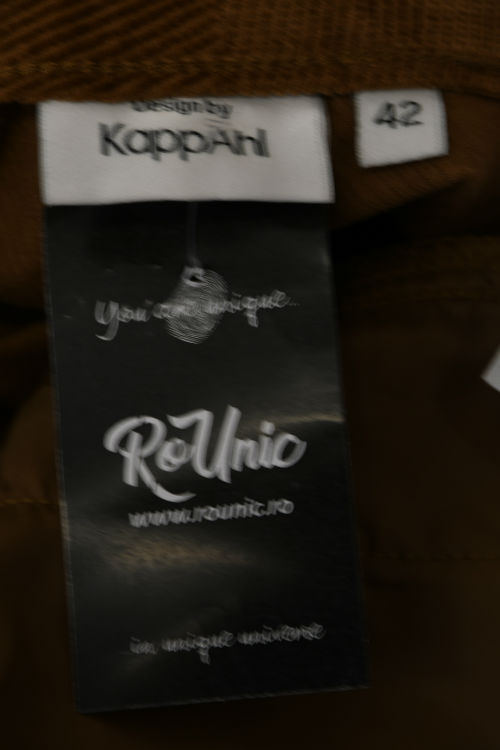 Design by
KappAhl
42
You are unique...
RoUnic
www.rounic.ro
in unique universe